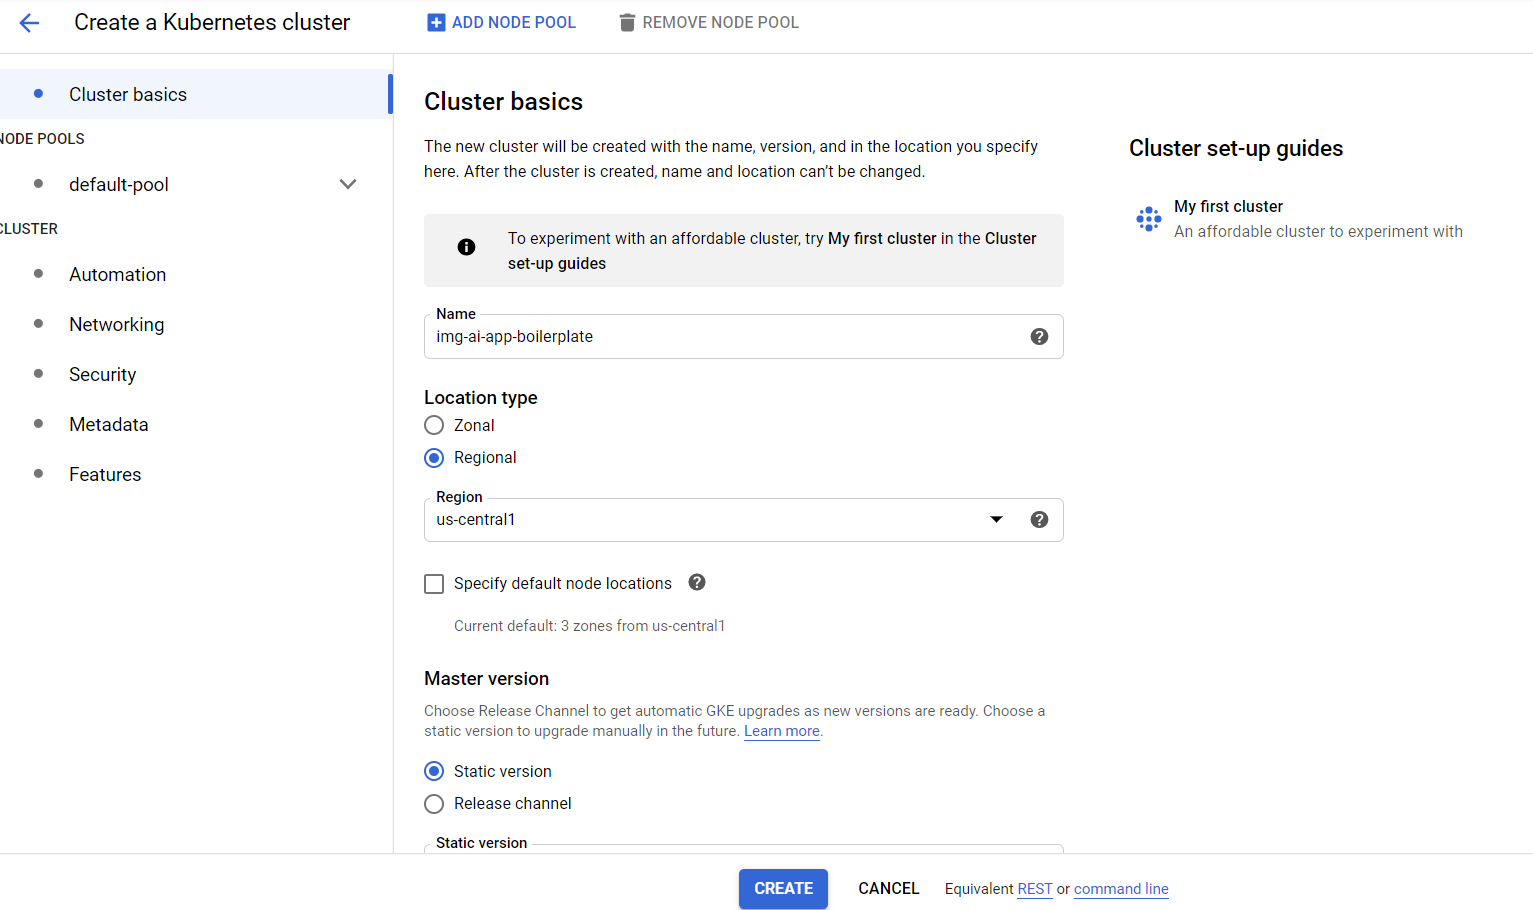 Create a Kubernetes cluster
ADD NODE POOL
REMOVE NODE POOL
Cluster basics
NODE POOLS
default-pool
CLUSTER
Automation
Networking
Security
Metadata
Features
Cluster basics
The new cluster will be created with the name, version, and in the location you specify
here. After the cluster is created, name and location can't be changed.
To experiment with an affordable cluster, try My first cluster in the Cluster
set-up guides
Name
img-ai-app-boilerplate
Location type
Zonal
Regional
Region
us-central1
Specify default node locations
Current default: 3 zones from us-central1
Master version
Choose Release Channel to get automatic GKE upgrades as new versions are ready. Choose a
static version to upgrade manually in the future. Learn more.
Static version
Release channel
Static version
Cluster set-up guides
My first cluster
An affordable cluster to experiment with
CREATE
CANCEL
Equivalent REST or command line